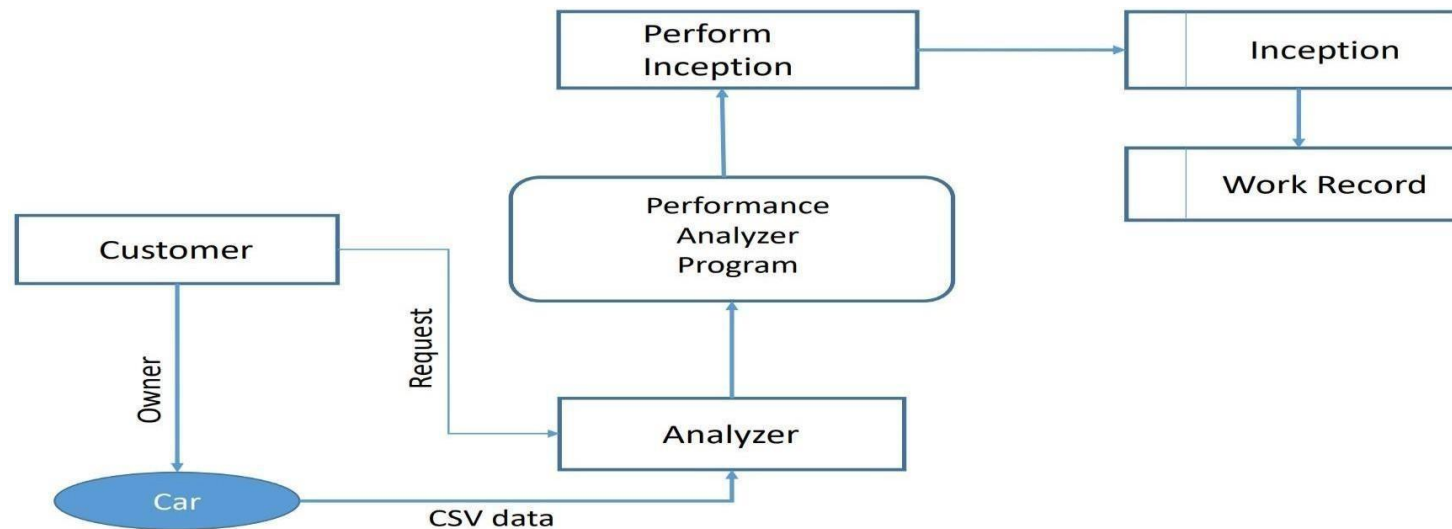 Perform
Inception
Inception
Work Record
Performance
Analyzer
Program
Customer
Owner
Request
Analyzer
Car
CSV data